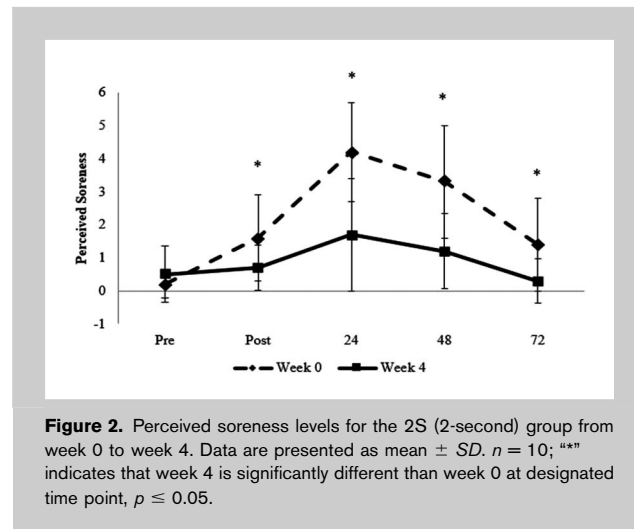 *
*
*
*
6
5
4
3
2
1
0
-1
Perceived Soreness
Pre Post 24 48 72
Week 0 Week 4
Figure 2. Perceived soreness levels for the 2S (2-second) group from
week 0 to week 4. Data are presented as mean ± SD. n = 10; “*”
indicates that week 4 is significantly different than week 0 at designated
time point, p ≤ 0.05.